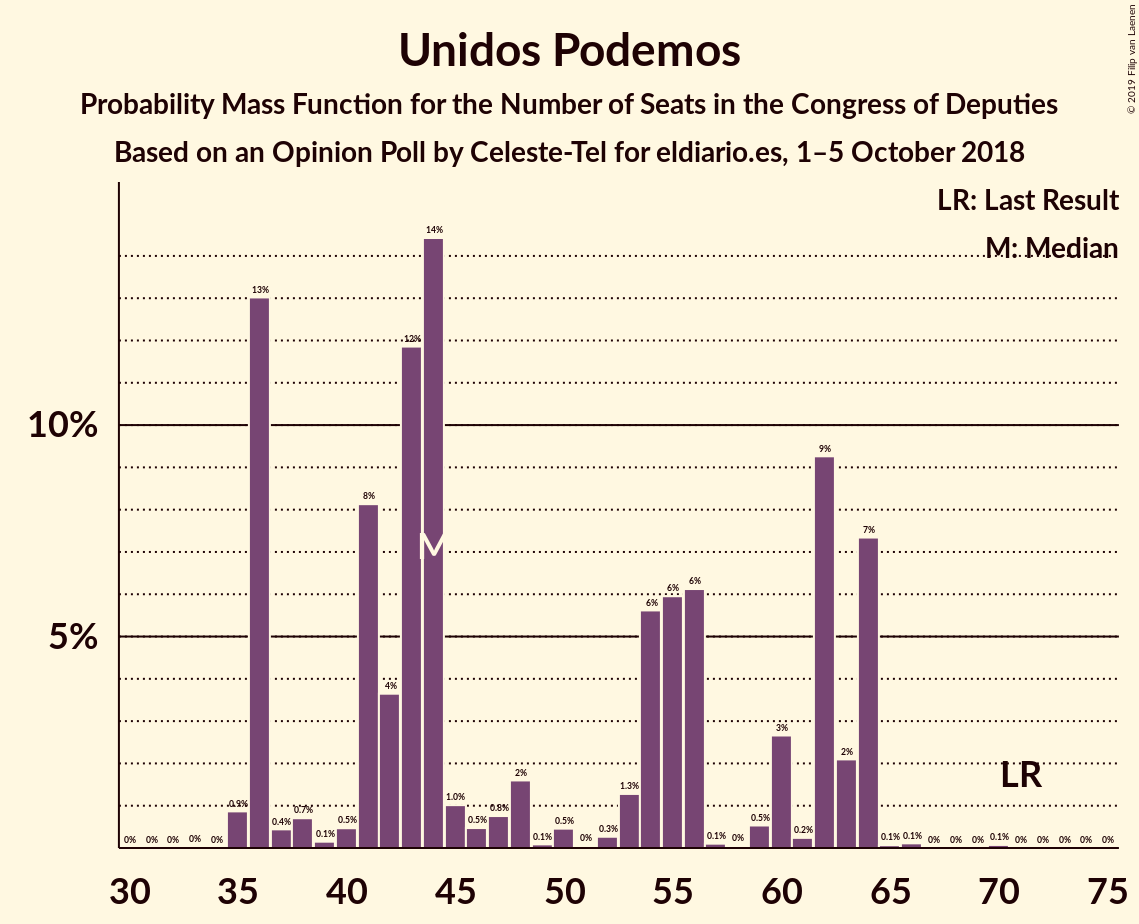 Unidos Podemos
Probability Mass Function for the Number of Seats in the Congress of Deputies
Based on an Opinion Poll by Celeste-Tel for eldiario.es, 1–5 October 2018
© 2019 Filip van Laenen
LR: Last Result
M: Median
10%
5%
0% 0% 0% 0% 0% 0.9% 13% 0.4% 0.7% 0.1% 0.5% 8% 4% 12% 14% 1.0% 0.5% 0.8% 2% 0.1% 0.5% 0% 0.3% 1.3% 6% 6% 6% 0.1% 0% 0.5% 3% 0.2% 9% 2% 7% 0.1% 0.1% 0% 0% 0% 0.1% 0% 0% 0% 0% 0%
M
LR
30 35 40 45 50 55 60 65 70 75